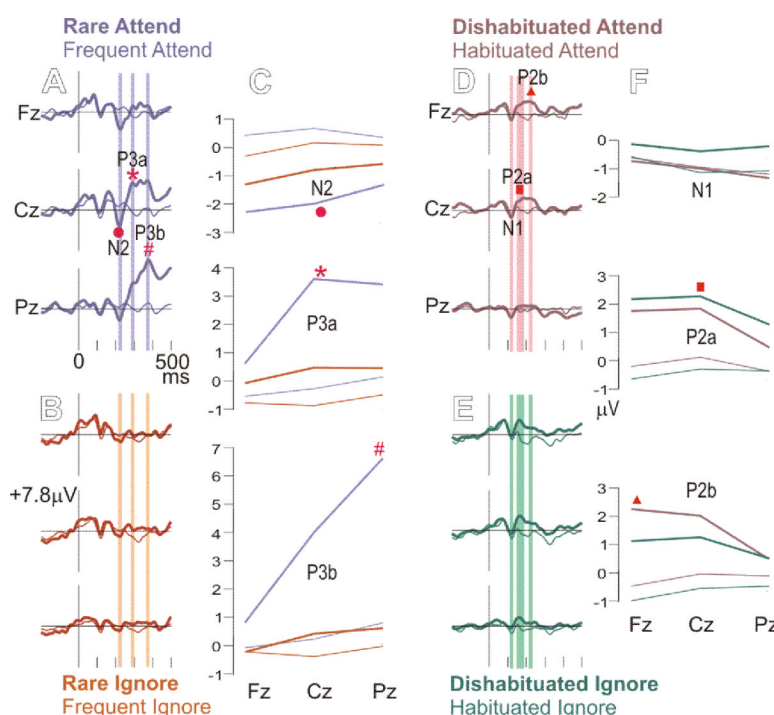 Rare Attend
Frequent Attend
Dishabituated Attend
Habituated Attend
A
Fz
P3a
*
Cz
N2
P3b
#
Pz
0
500
ms
B
+7.8µV
Rare Ignore
Frequent Ignore
C
1
0
-1
-2
-3
N2
4
3
2
1
0
-1
P3a
*
7
6
5
4
3
2
1
0
-1
P3b
#
Fz
Cz
Pz
D
P2b
Fz
P2a
Cz
N1
Pz
E
Dishabituated Ignore
Habituated Ignore
F
0
-1
-2
N1
3
2
1
0
-1
P2a
µV
3
2
1
0
-1
P2b
Fz
Cz
Pz